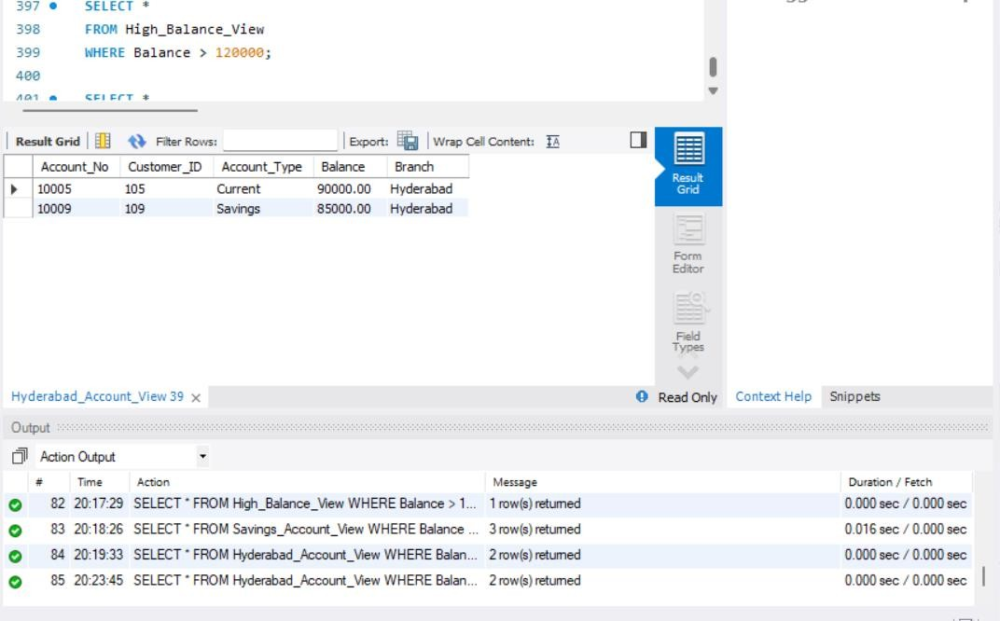 397 SELECT *
398 FROM High_Balance_View
399 WHERE Balance > 120000;
400
401 SELECT *
Result Grid Filter Rows: Export: Wrap Cell Content:
Account_No Customer_ID Account_Type Balance Branch
10005 105 Current 90000.00 Hyderabad
10009 109 Savings 85000.00 Hyderabad
Result
Grid
Form
Editor
Field
Types
Hyderabad_Account_View 39 Read Only Context Help Snippets
Output
Action Output
# Time Action Message Duration / Fetch
82 20:17:29 SELECT * FROM High_Balance_View WHERE Balance > 1... 1 row(s) returned 0.000 sec / 0.000 sec
83 20:18:26 SELECT * FROM Savings_Account_View WHERE Balance ... 3 row(s) returned 0.016 sec / 0.000 sec
84 20:19:33 SELECT * FROM Hyderabad_Account_View WHERE Balan... 2 row(s) returned 0.000 sec / 0.000 sec
85 20:23:45 SELECT * FROM Hyderabad_Account_View WHERE Balan... 2 row(s) returned 0.000 sec / 0.000 sec